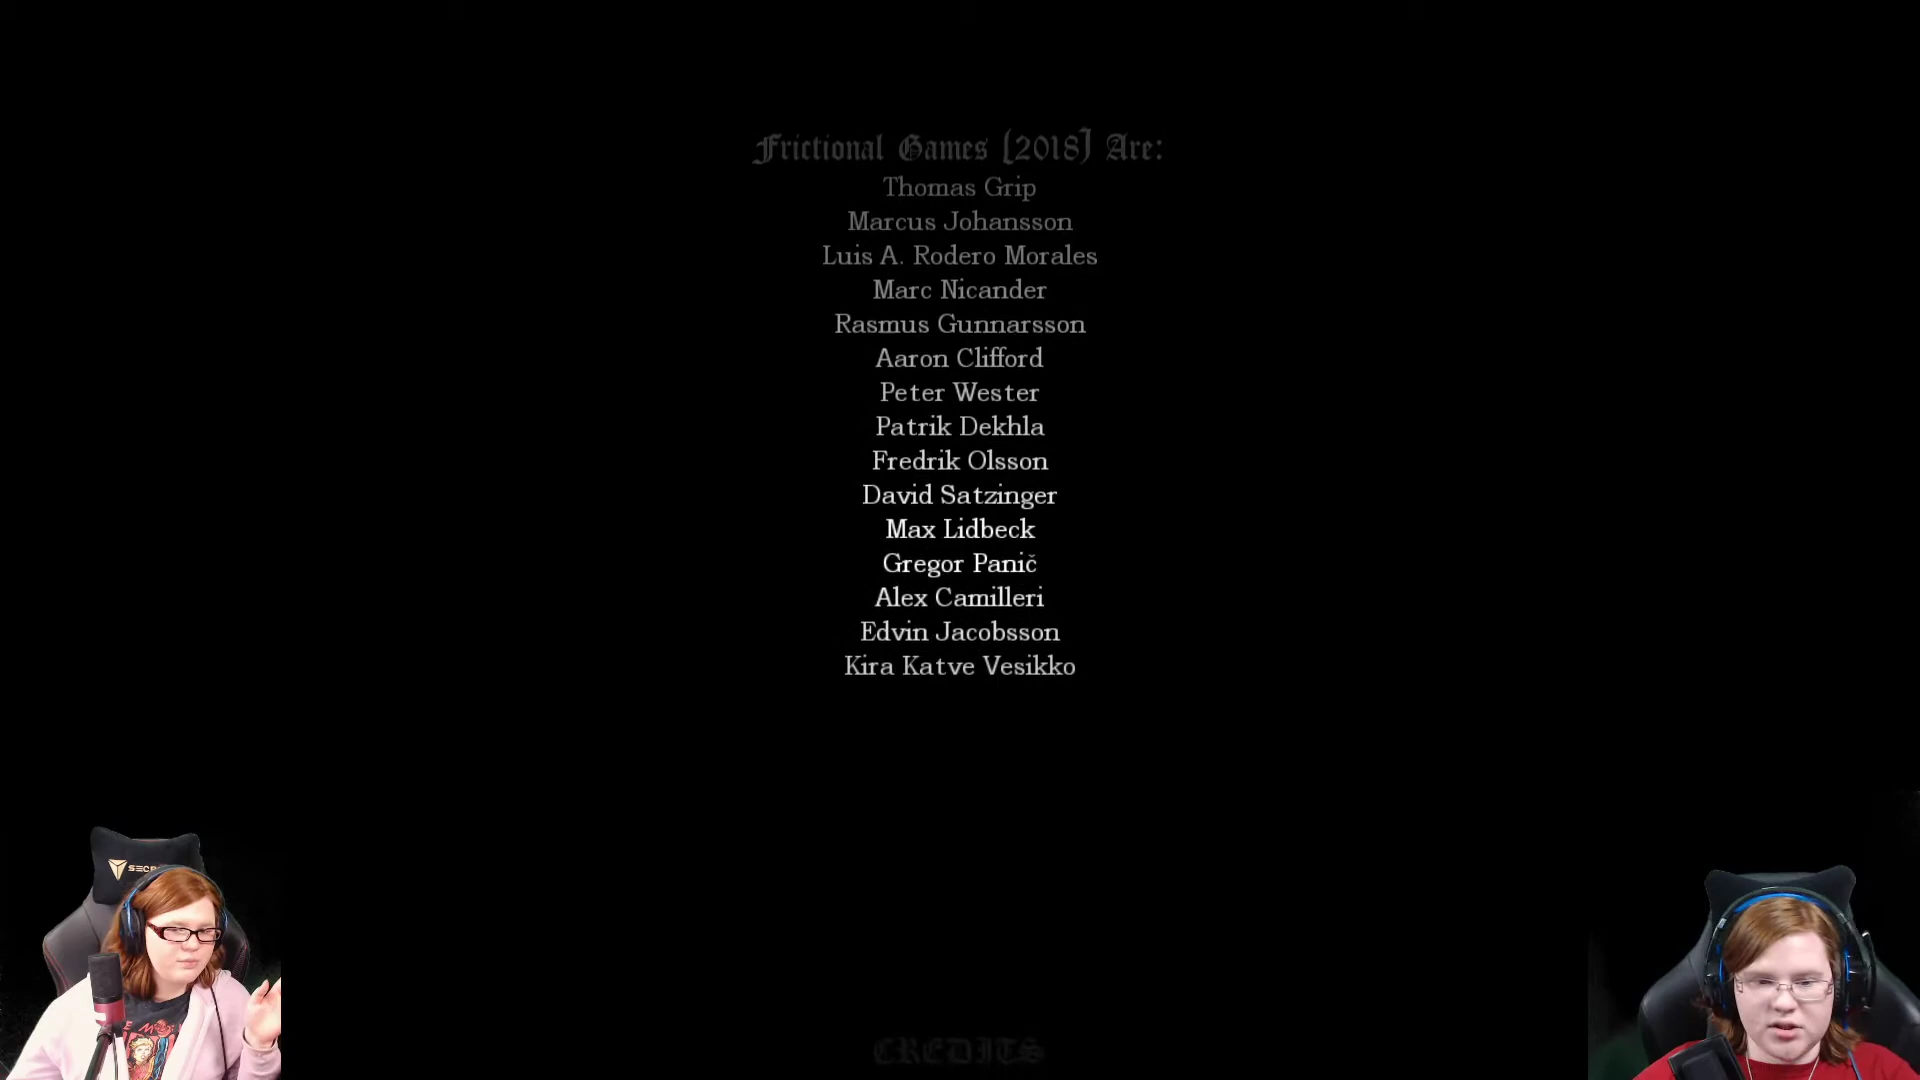 Frictional Games [2018] Are:
Thomas Grip
Marcus Johansson
Luis A. Rodero Morales
Marc Nicander
Rasmus Gunnarsson
Aaron Clifford
Peter Wester
Patrik Dekhla
Fredrik Olsson
David Satzinger
Max Lidbeck
Gregor Panič
Alex Camilleri
Edvin Jacobsson
Kira Katve Vesikko
CREDITS